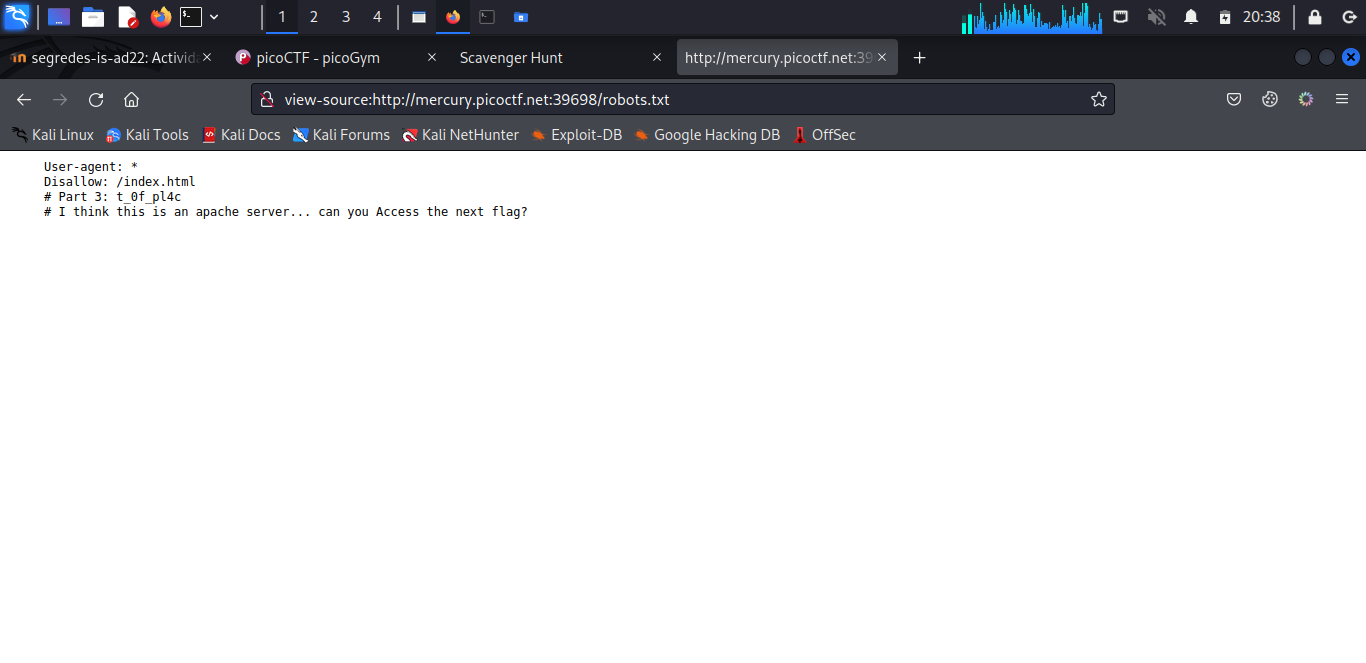 1 2 3 4 20:38
segredes-is-ad22: Activid picoCTF - picoGym Scavenger Hunt http://mercury.picoctf.net:39
view-source:http://mercury.picoctf.net:39698/robots.txt
Kali Linux Kali Tools Kali Docs Kali Forums Kali NetHunter Exploit-DB Google Hacking DB OffSec
User-agent: *
Disallow: /index.html
# Part 3: t_0f_pl4c
# I think this is an apache server... can you Access the next flag?